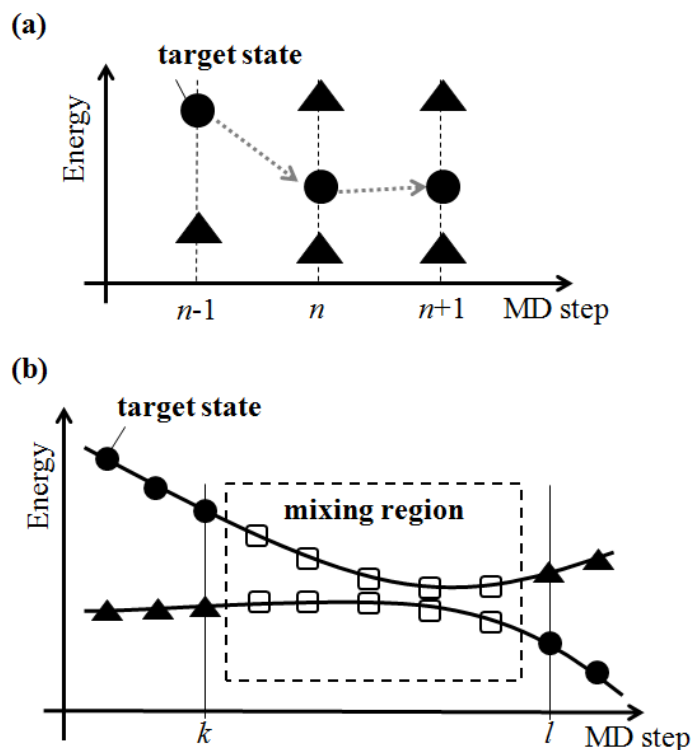 (a)
target state
Energy
n-1 n n+1 MD step
(b)
target state
Energy
mixing region
k l MD step